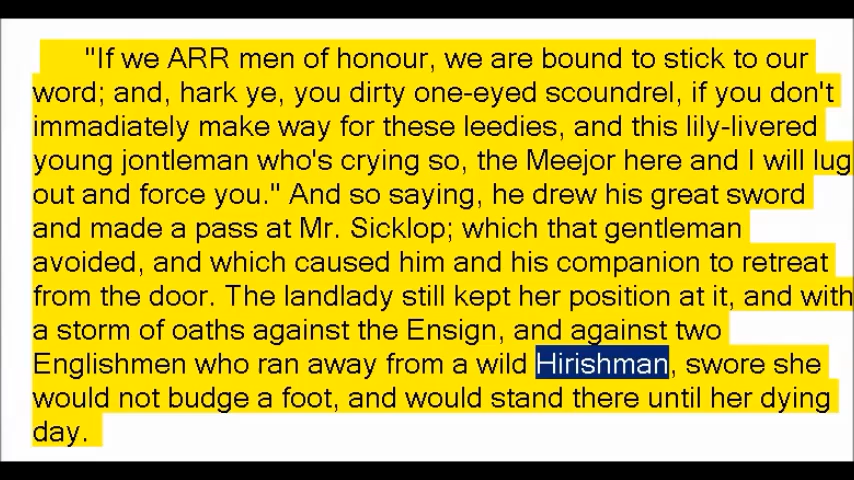 "If we ARR men of honour, we are bound to stick to our
word; and, hark ye, you dirty one-eyed scoundrel, if you don't
immadiately make way for these leedies, and this lily-livered
young jontleman who's crying so, the Meejor here and I will lug
out and force you." And so saying, he drew his great sword
and made a pass at Mr. Sicklop; which that gentleman
avoided, and which caused him and his companion to retreat
from the door. The landlady still kept her position at it, and with
a storm of oaths against the Ensign, and against two
Englishmen who ran away from a wild Hirishman, swore she
would not budge a foot, and would stand there until her dying
day.